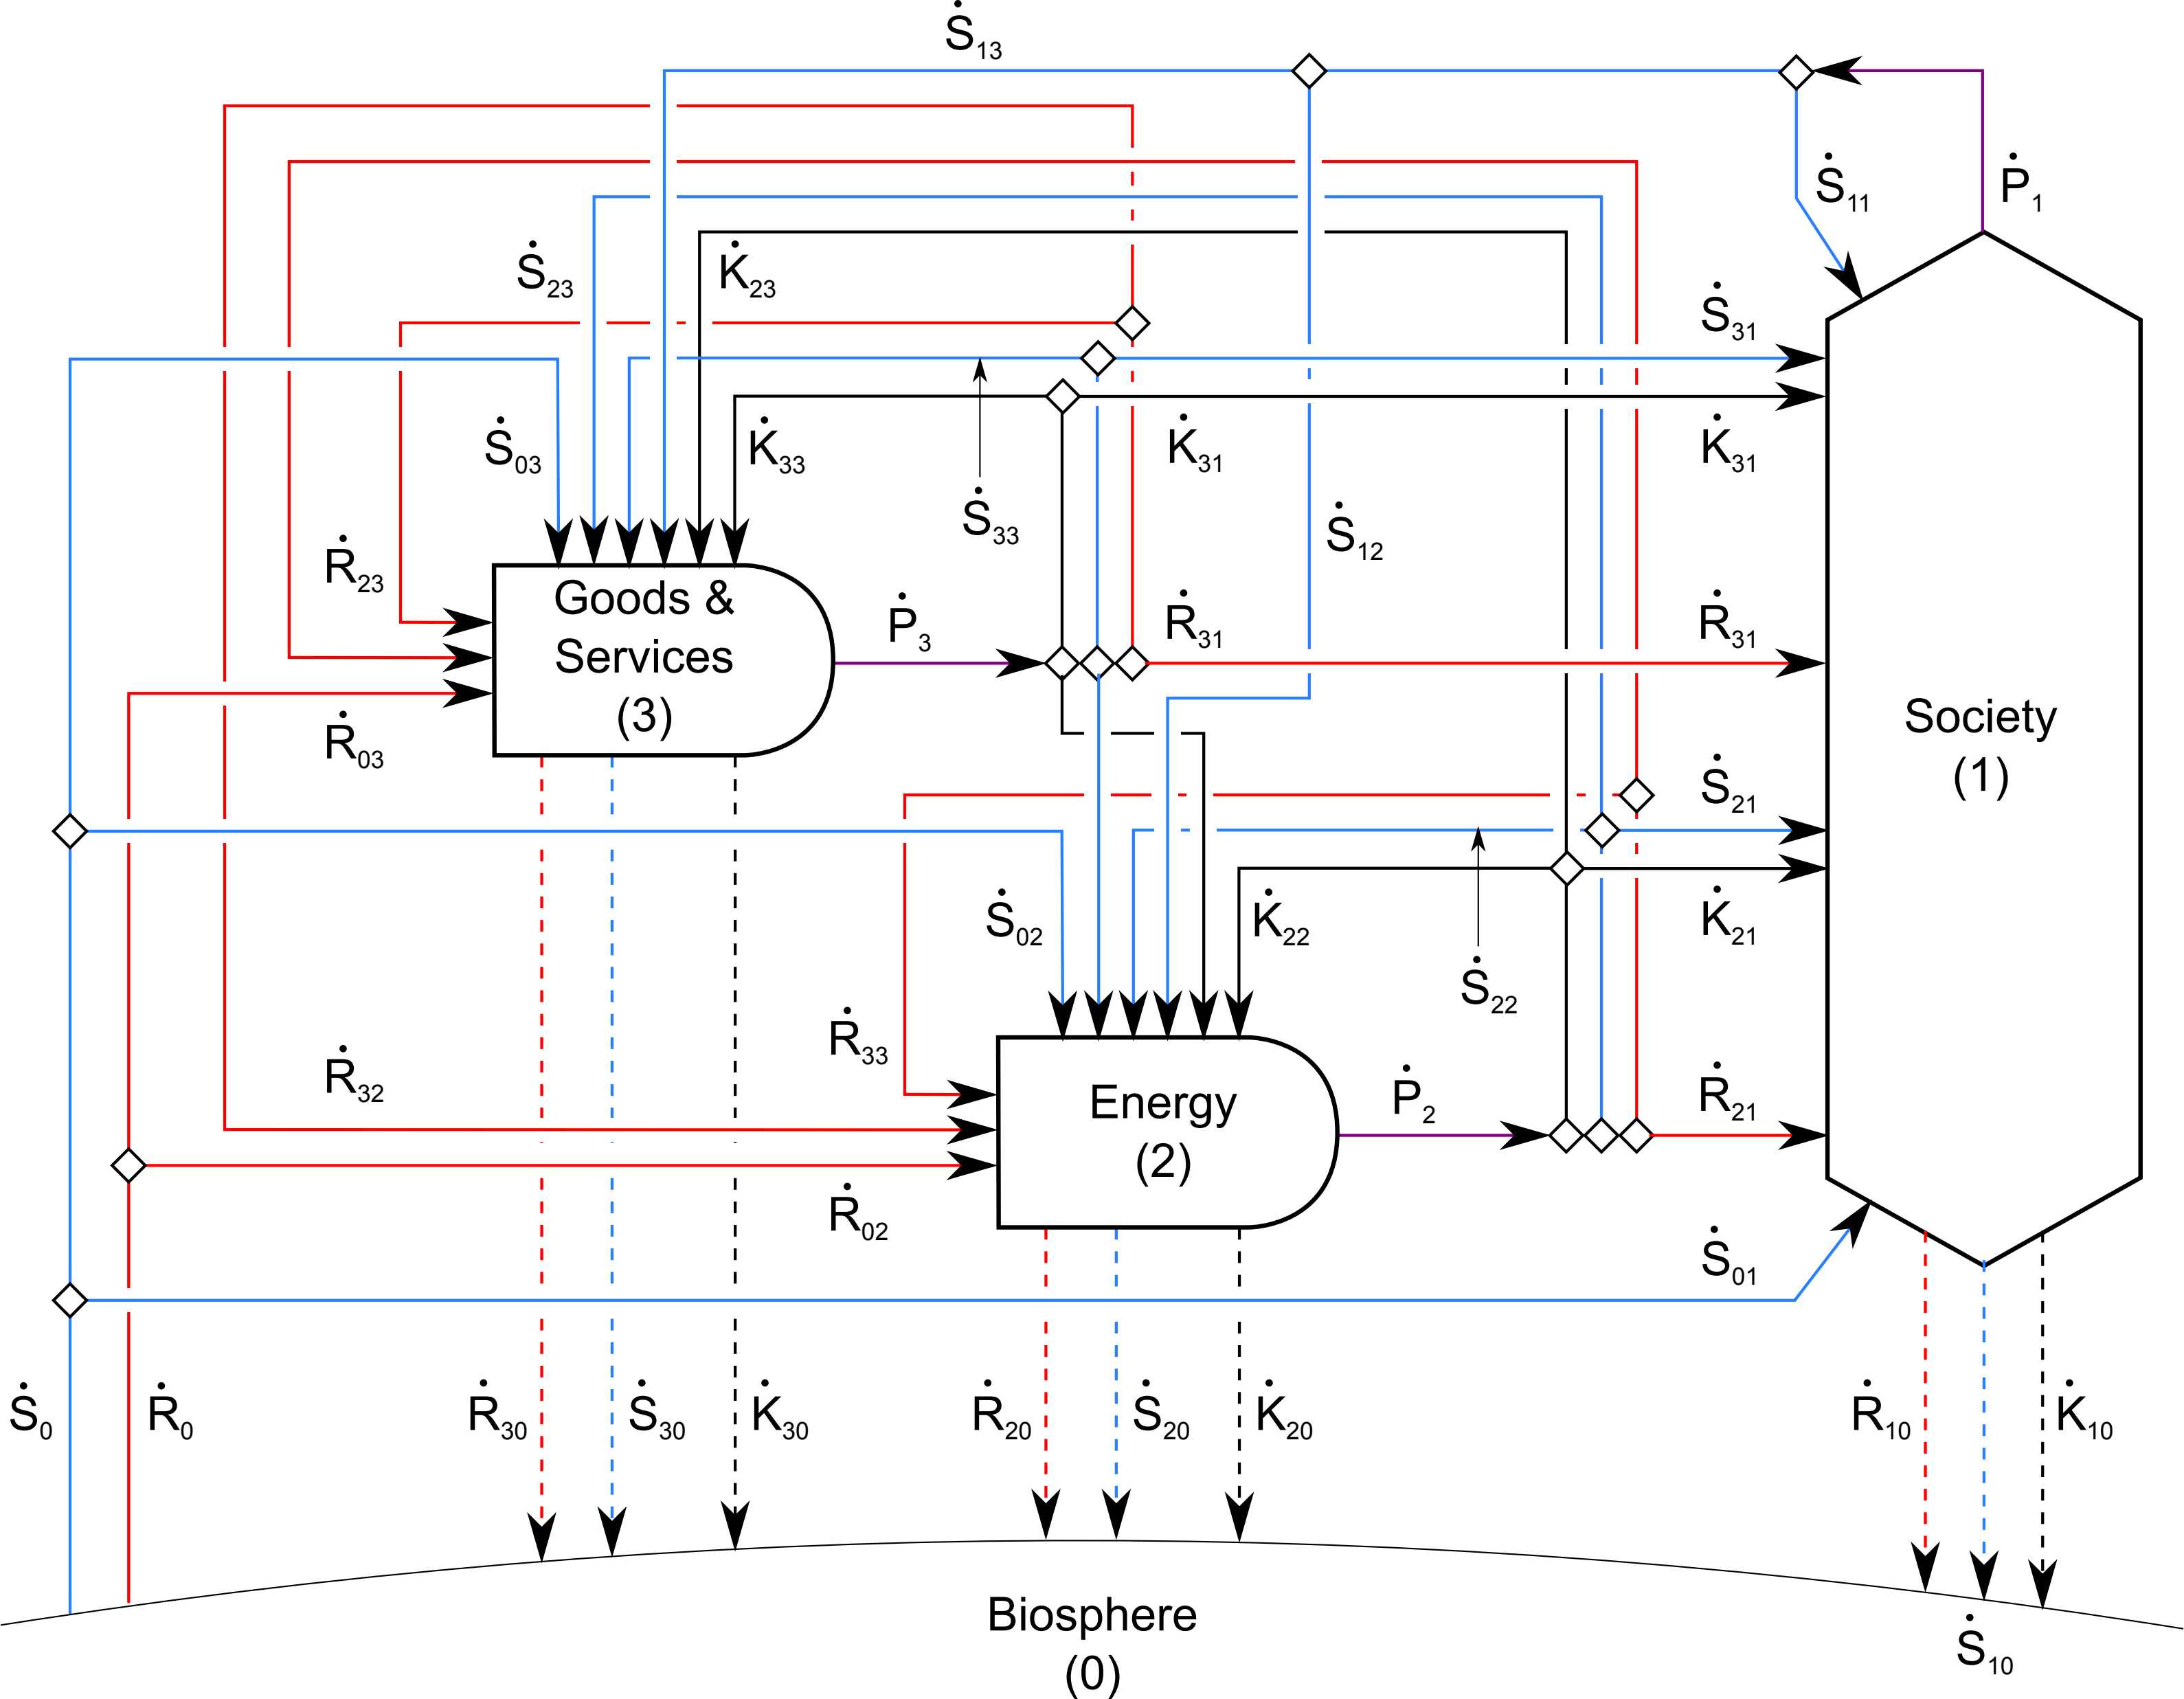 Ṡ₁₃
Ṡ₁₁
Ṗ₁
Ṡ₂₃
K̇₂₃
Ṡ₃₁
Ṡ₀₃
K̇₃₃
K̇₃₁
K̇₃₁
Ṡ₃₃
Ṡ₁₂
Ṙ₂₃
Goods &
Services
(3)
Ṗ₃
Ṙ₃₁
Ṙ₃₁
Ṙ₀₃
Society
(1)
Ṡ₂₁
Ṡ₀₂
K̇₂₂
K̇₂₁
Ṡ₂₂
Ṙ₃₃
Ṙ₃₂
Energy
(2)
Ṗ₂
Ṙ₂₁
Ṙ₀₂
Ṡ₀₁
Ṡ₀
Ṙ₀
Ṙ₃₀
Ṡ₃₀
K̇₃₀
Ṙ₂₀
Ṡ₂₀
K̇₂₀
Ṙ₁₀
K̇₁₀
Biosphere
(0)
Ṡ₁₀